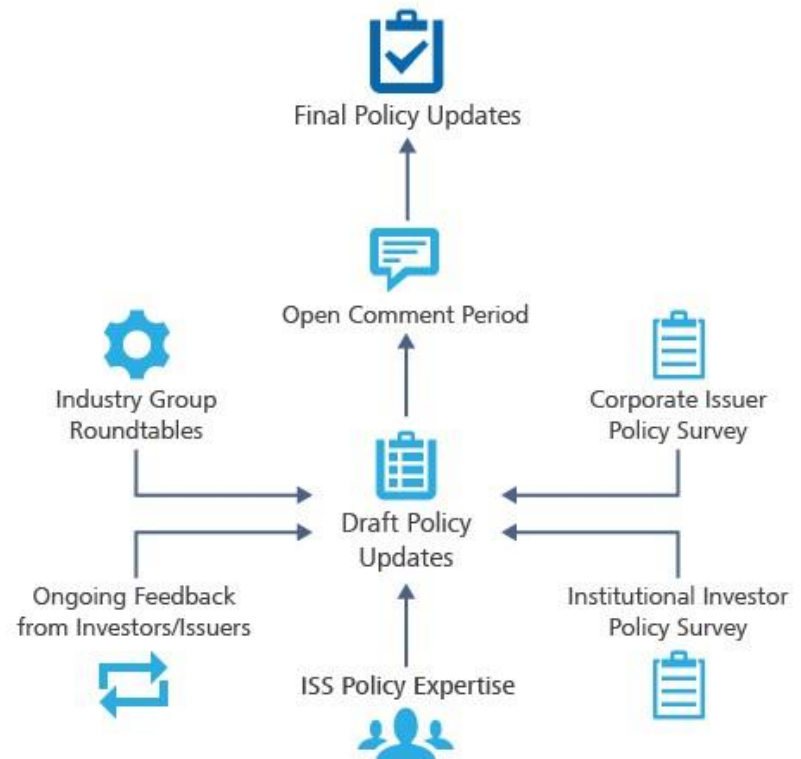 Final Policy Updates
Open Comment Period
Industry Group
Roundtables
Corporate Issuer
Policy Survey
Draft Policy
Updates
Ongoing Feedback
from Investors/Issuers
Institutional Investor
Policy Survey
ISS Policy Expertise